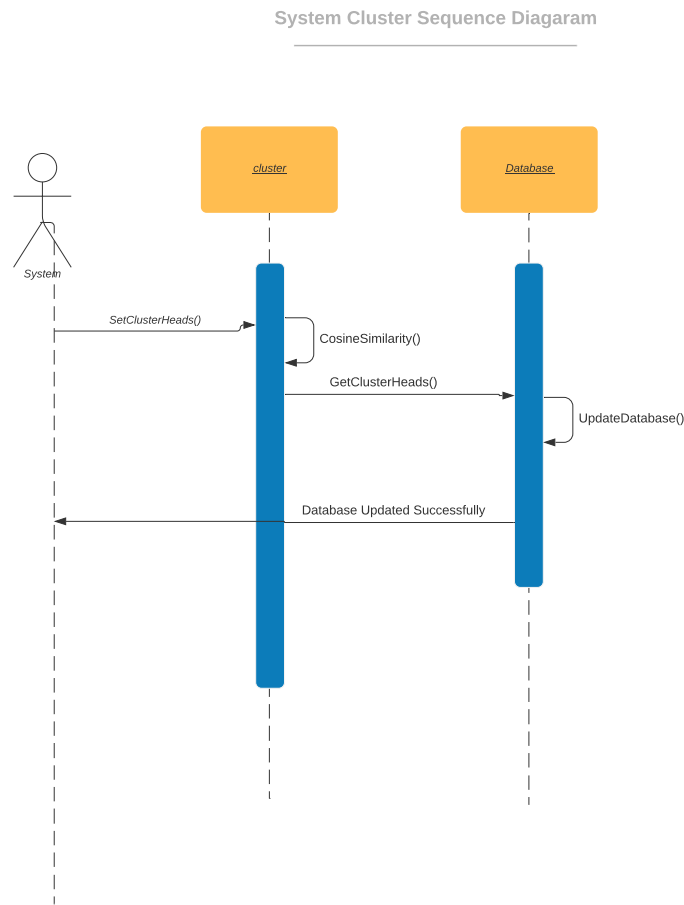 System Cluster Sequence Diagaram
cluster
Database
System
SetClusterHeads()
CosineSimilarity()
GetClusterHeads()
UpdateDatabase()
Database Updated Successfully